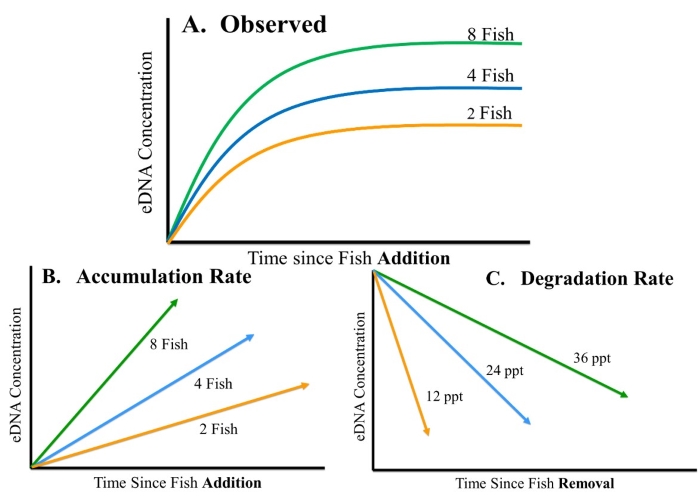 A. Observed
eDNA Concentration
8 Fish
4 Fish
2 Fish
Time since Fish Addition
B. Accumulation Rate
eDNA Concentration
8 Fish
4 Fish
2 Fish
Time Since Fish Addition
C. Degradation Rate
eDNA Concentration
36 ppt
24 ppt
12 ppt
Time Since Fish Removal